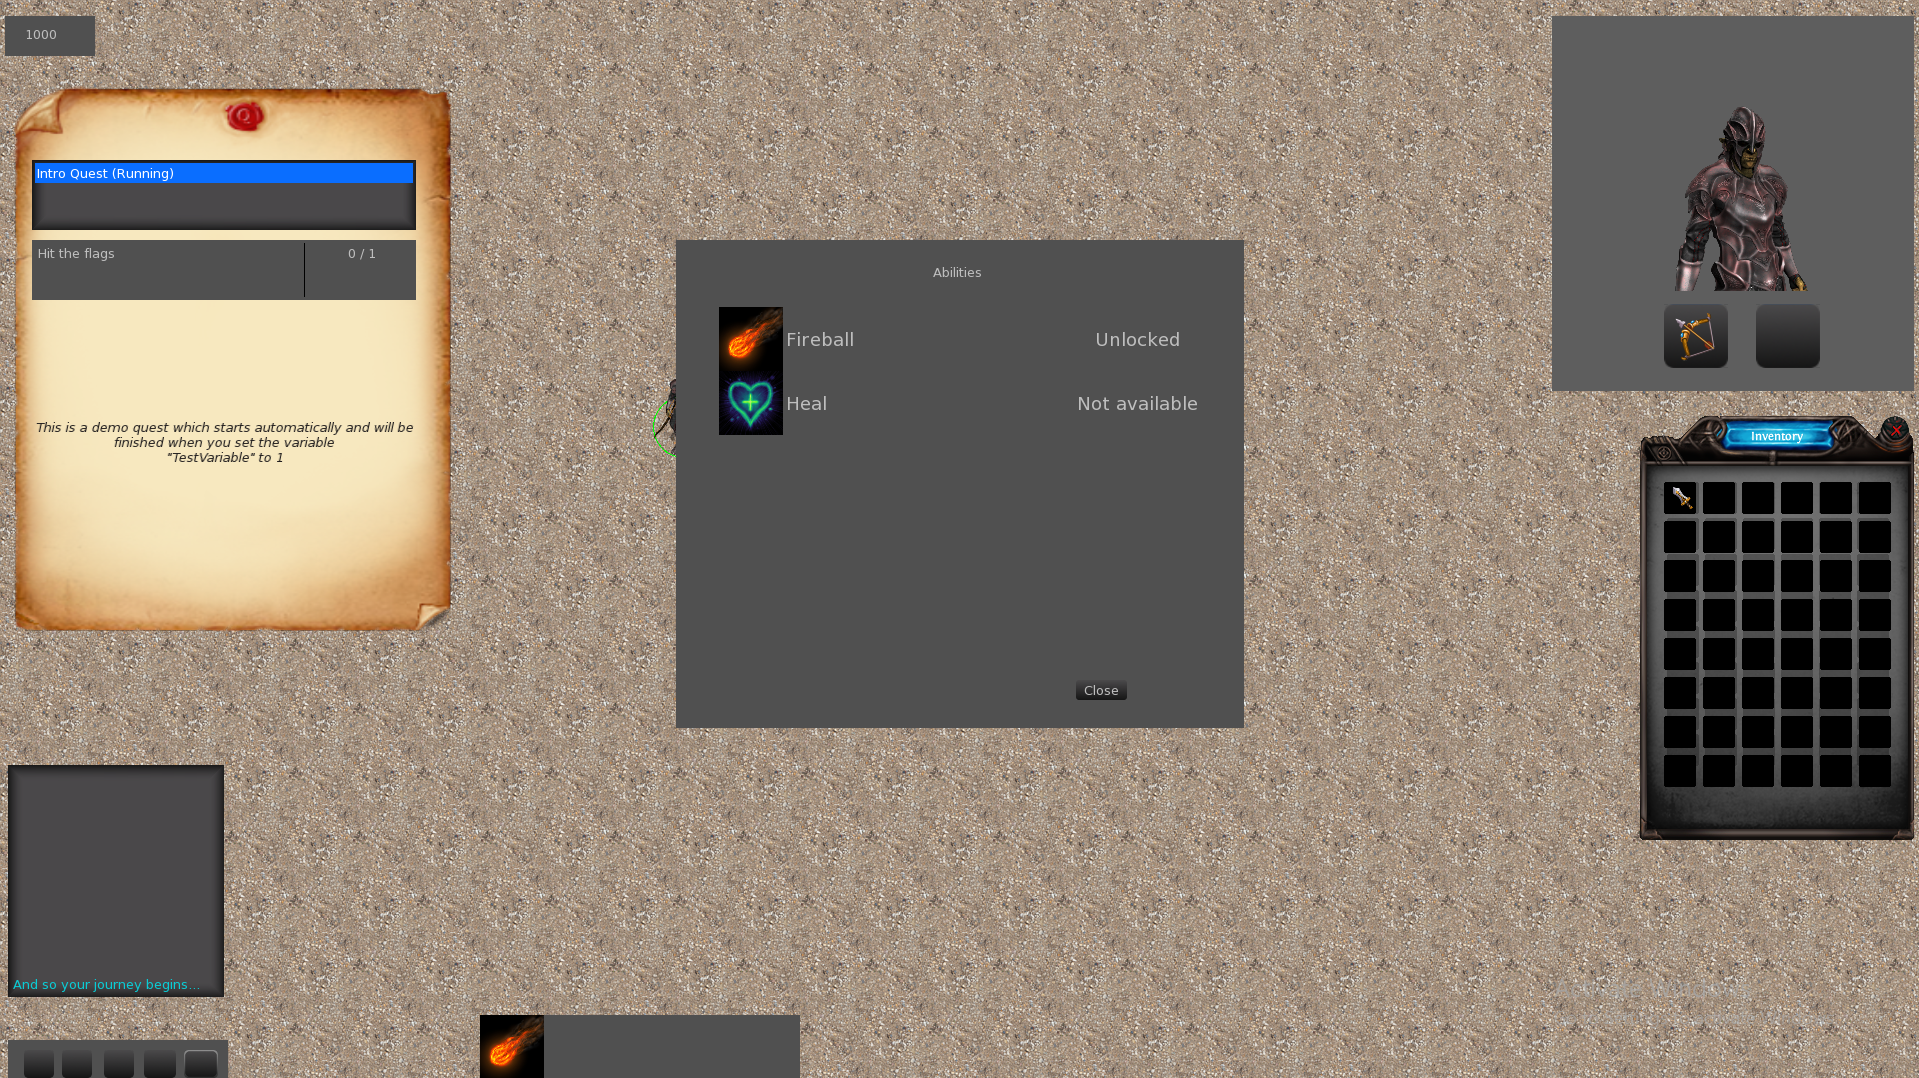 1000
Q
Intro Quest (Running)
Hit the flags 0 / 1
This is a demo quest which starts automatically and will be
finished when you set the variable
"TestVariable" to 1
Abilities
Fireball Unlocked
Heal Not available
Close
Inventory
And so your journey begins...